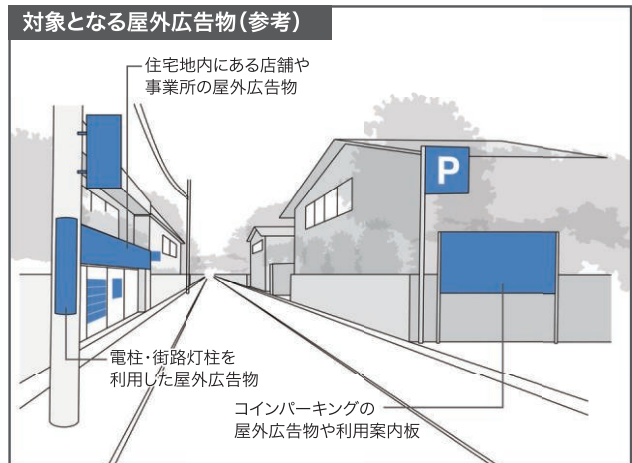 対象となる屋外広告物（参考）
住宅地内にある店舗や
事業所の屋外広告物
P
電柱・街路灯柱を
利用した屋外広告物
コインパーキングの
屋外広告物や利用案内板